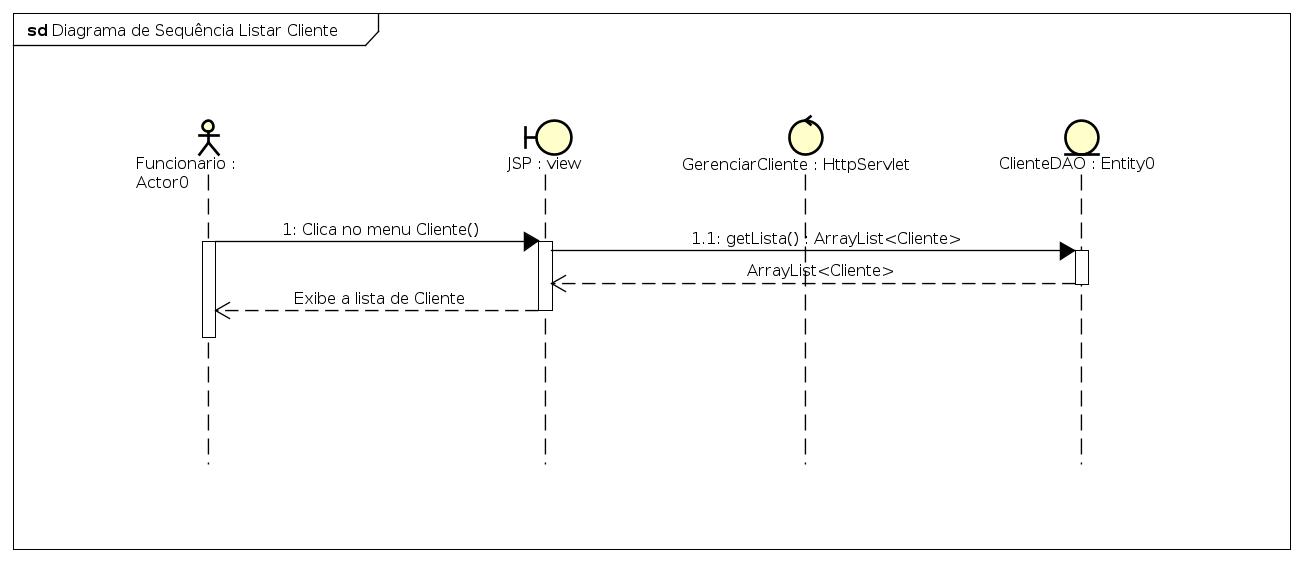 sd Diagrama de Sequência Listar Cliente
Funcionario :
Actor0
JSP : view
GerenciarCliente : HttpServlet
ClienteDAO : Entity0
1: Clica no menu Cliente()
1.1: getLista() : ArrayList<Cliente>
ArrayList<Cliente>
Exibe a lista de Cliente